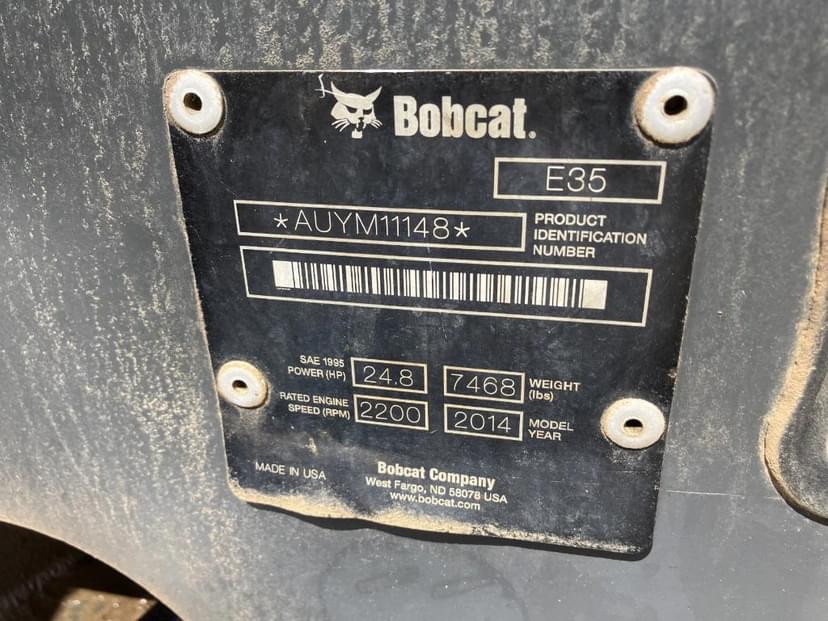 Bobcat.
E35
*AUYM11148*
PRODUCT
IDENTIFICATION
NUMBER
SAE 1995
POWER (HP)
24.8
7468
WEIGHT
(lbs)
RATED ENGINE
SPEED (RPM)
2200
2014
MODEL
YEAR
MADE IN USA
Bobcat Company
West Fargo, ND 58078 USA
www.bobcat.com